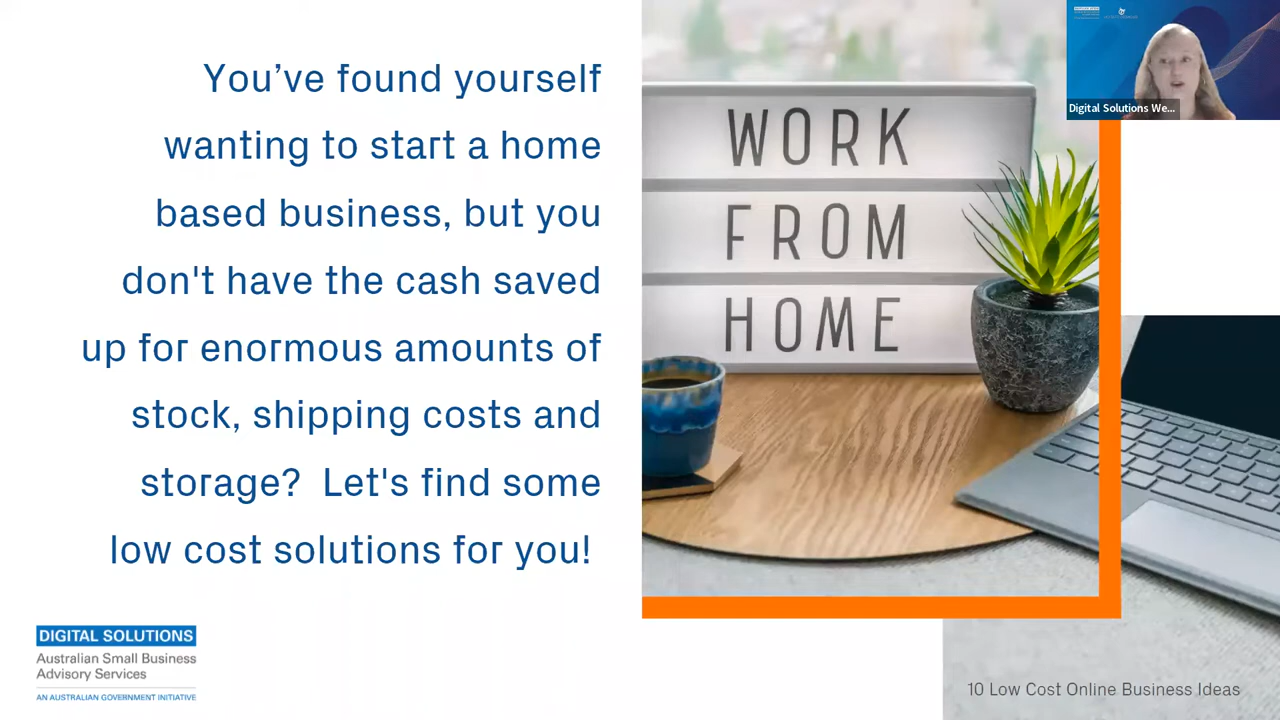 You’ve found yourself
wanting to start a home
based business, but you
don't have the cash saved
up for enormous amounts of
stock, shipping costs and
storage?  Let's find some
low cost solutions for you!
WORK
FROM
HOME
Digital Solutions We...
DIGITAL SOLUTIONS
Australian Small Business
Advisory Services
AN AUSTRALIAN GOVERNMENT INITIATIVE
10 Low Cost Online Business Ideas